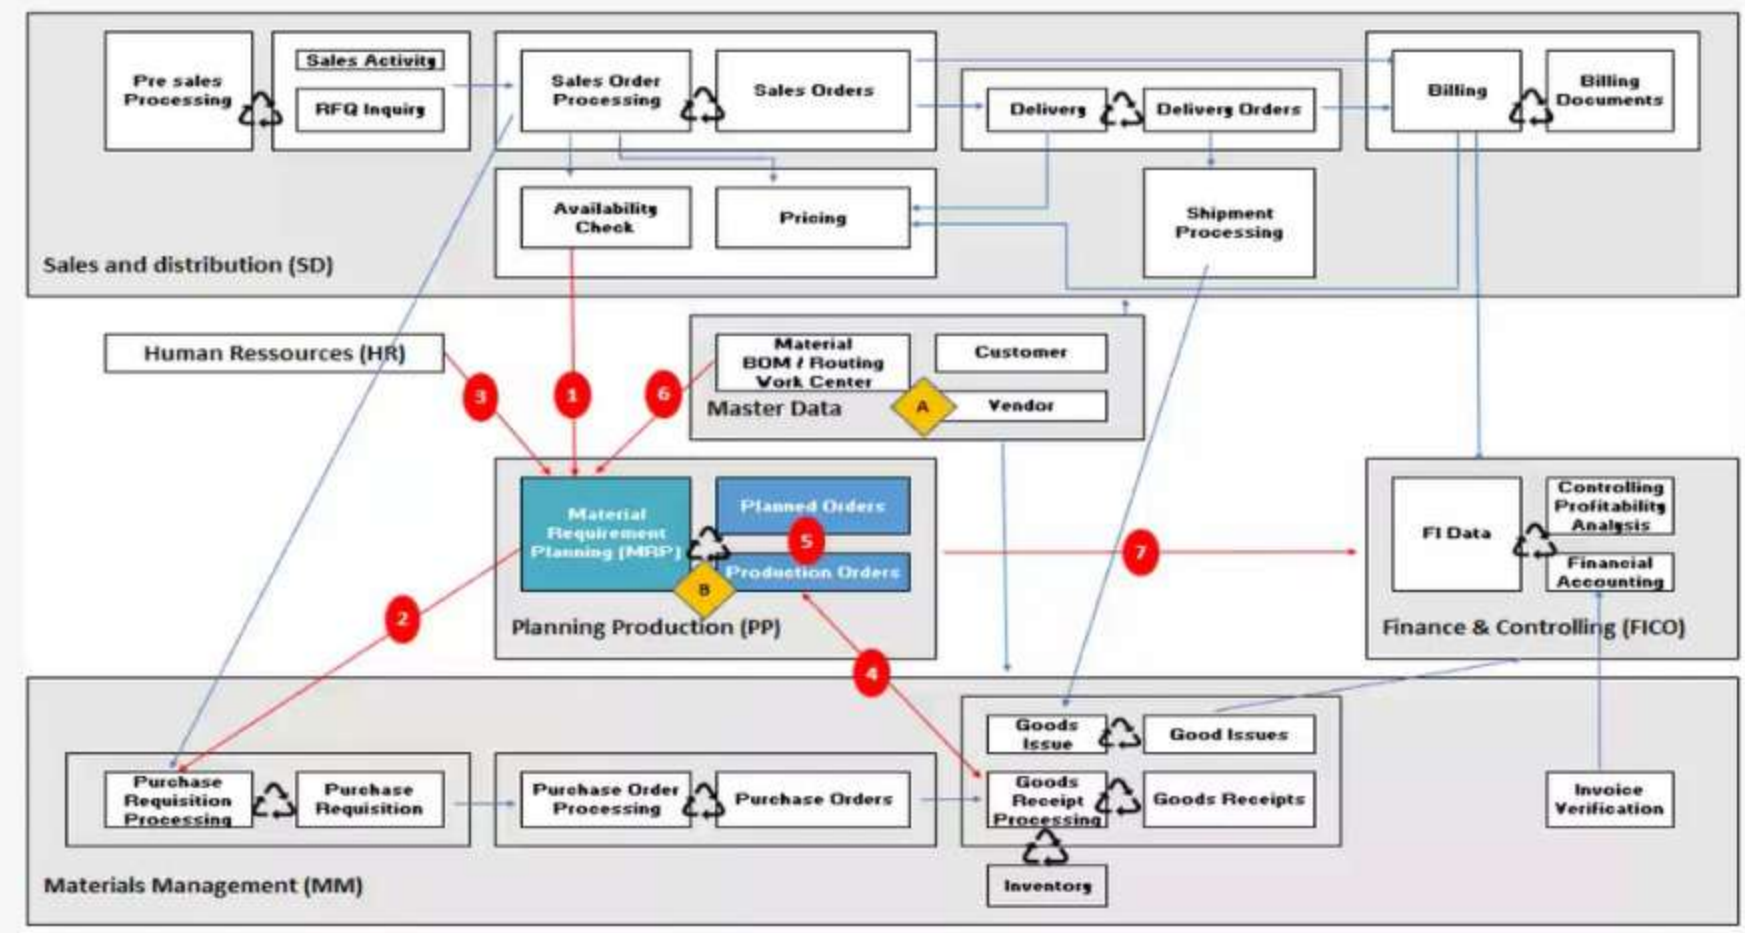 Pre sales
Processing
Sales Activity
RFQ Inquiry
Sales Order
Processing
Sales Orders
Delivery
Delivery Orders
Billing
Billing
Documents
Availability
Check
Pricing
Shipment
Processing
Sales and distribution (SD)
Human Ressources (HR)
3
1
6
Material
BOM / Routing
Work Center
Customer
Vendor
Master Data
A
Material
Requirement
Planning (MRP)
Planned Orders
5
Production Orders
B
Planning Production (PP)
7
FI Data
Controlling
Profitability
Analysis
Financial
Accounting
Finance & Controlling (FICO)
2
4
Purchase
Requisition
Processing
Purchase
Requisition
Purchase Order
Processing
Purchase Orders
Goods
Issue
Good Issues
Goods
Receipt
Processing
Goods Receipts
Invoice
Verification
Inventory
Materials Management (MM)